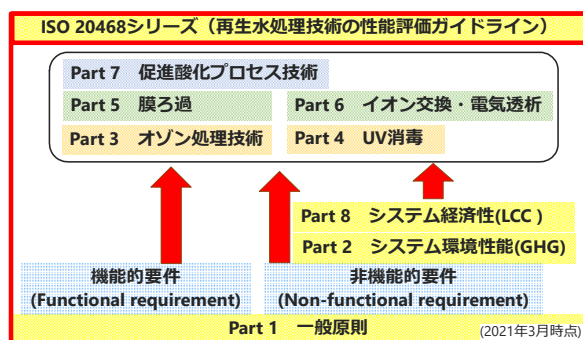 ISO 20468シリーズ（再生水処理技術の性能評価ガイドライン）
Part 7 促進酸化プロセス技術
Part 5 膜ろ過
Part 6 イオン交換・電気透析
Part 3 オゾン処理技術
Part 4 UV消毒
Part 8 システム経済性(LCC )
Part 2 システム環境性能(GHG)
機能的要件
(Functional requirement)
非機能的要件
(Non-functional requirement)
Part 1 一般原則
(2021年3月時点)